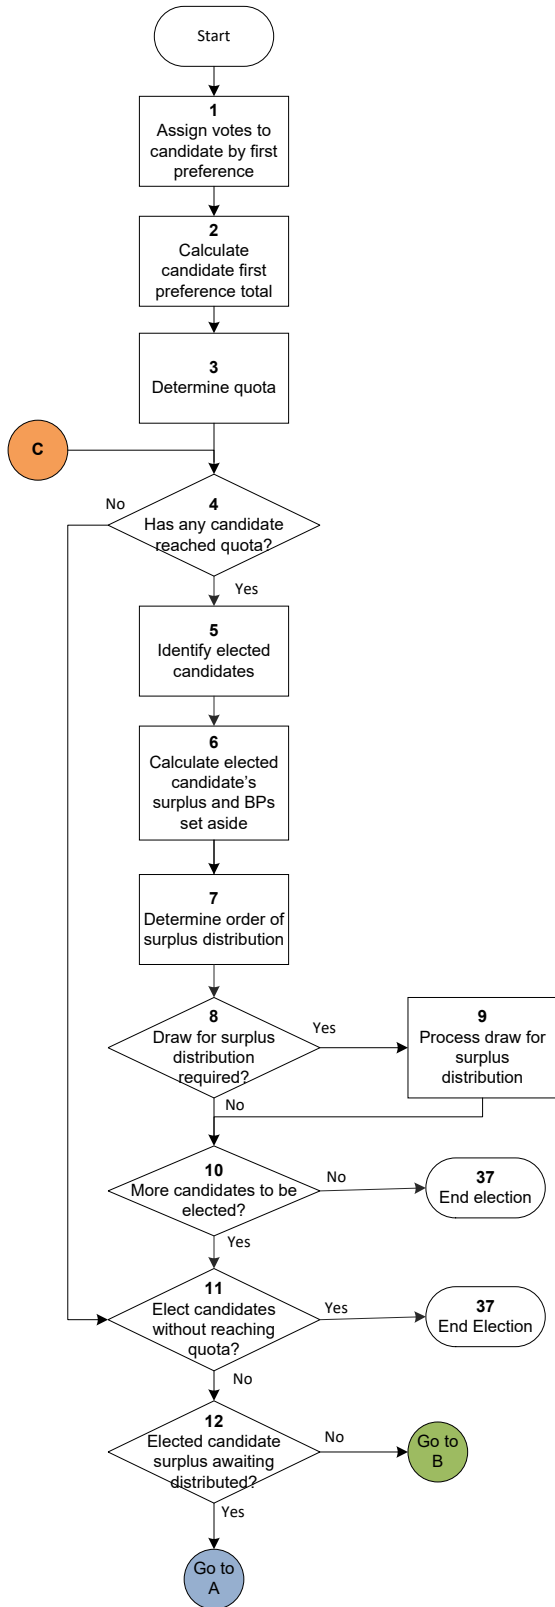 Start
1
Assign votes to
candidate by first
preference
2
Calculate
candidate first
preference total
3
Determine quota
C
No
4
Has any candidate
reached quota?
Yes
5
Identify elected
candidates
6
Calculate elected
candidate's
surplus and BPs
set aside
7
Determine order of
surplus distribution
8
Draw for surplus
distribution
required?
Yes
9
Process draw for
surplus
distribution
No
10
More candidates to be
elected?
No
37
End election
Yes
11
Elect candidates
without reaching
quota?
Yes
37
End Election
No
12
Elected candidate
surplus awaiting
distributed?
No
Go to
B
Yes
Go to
A